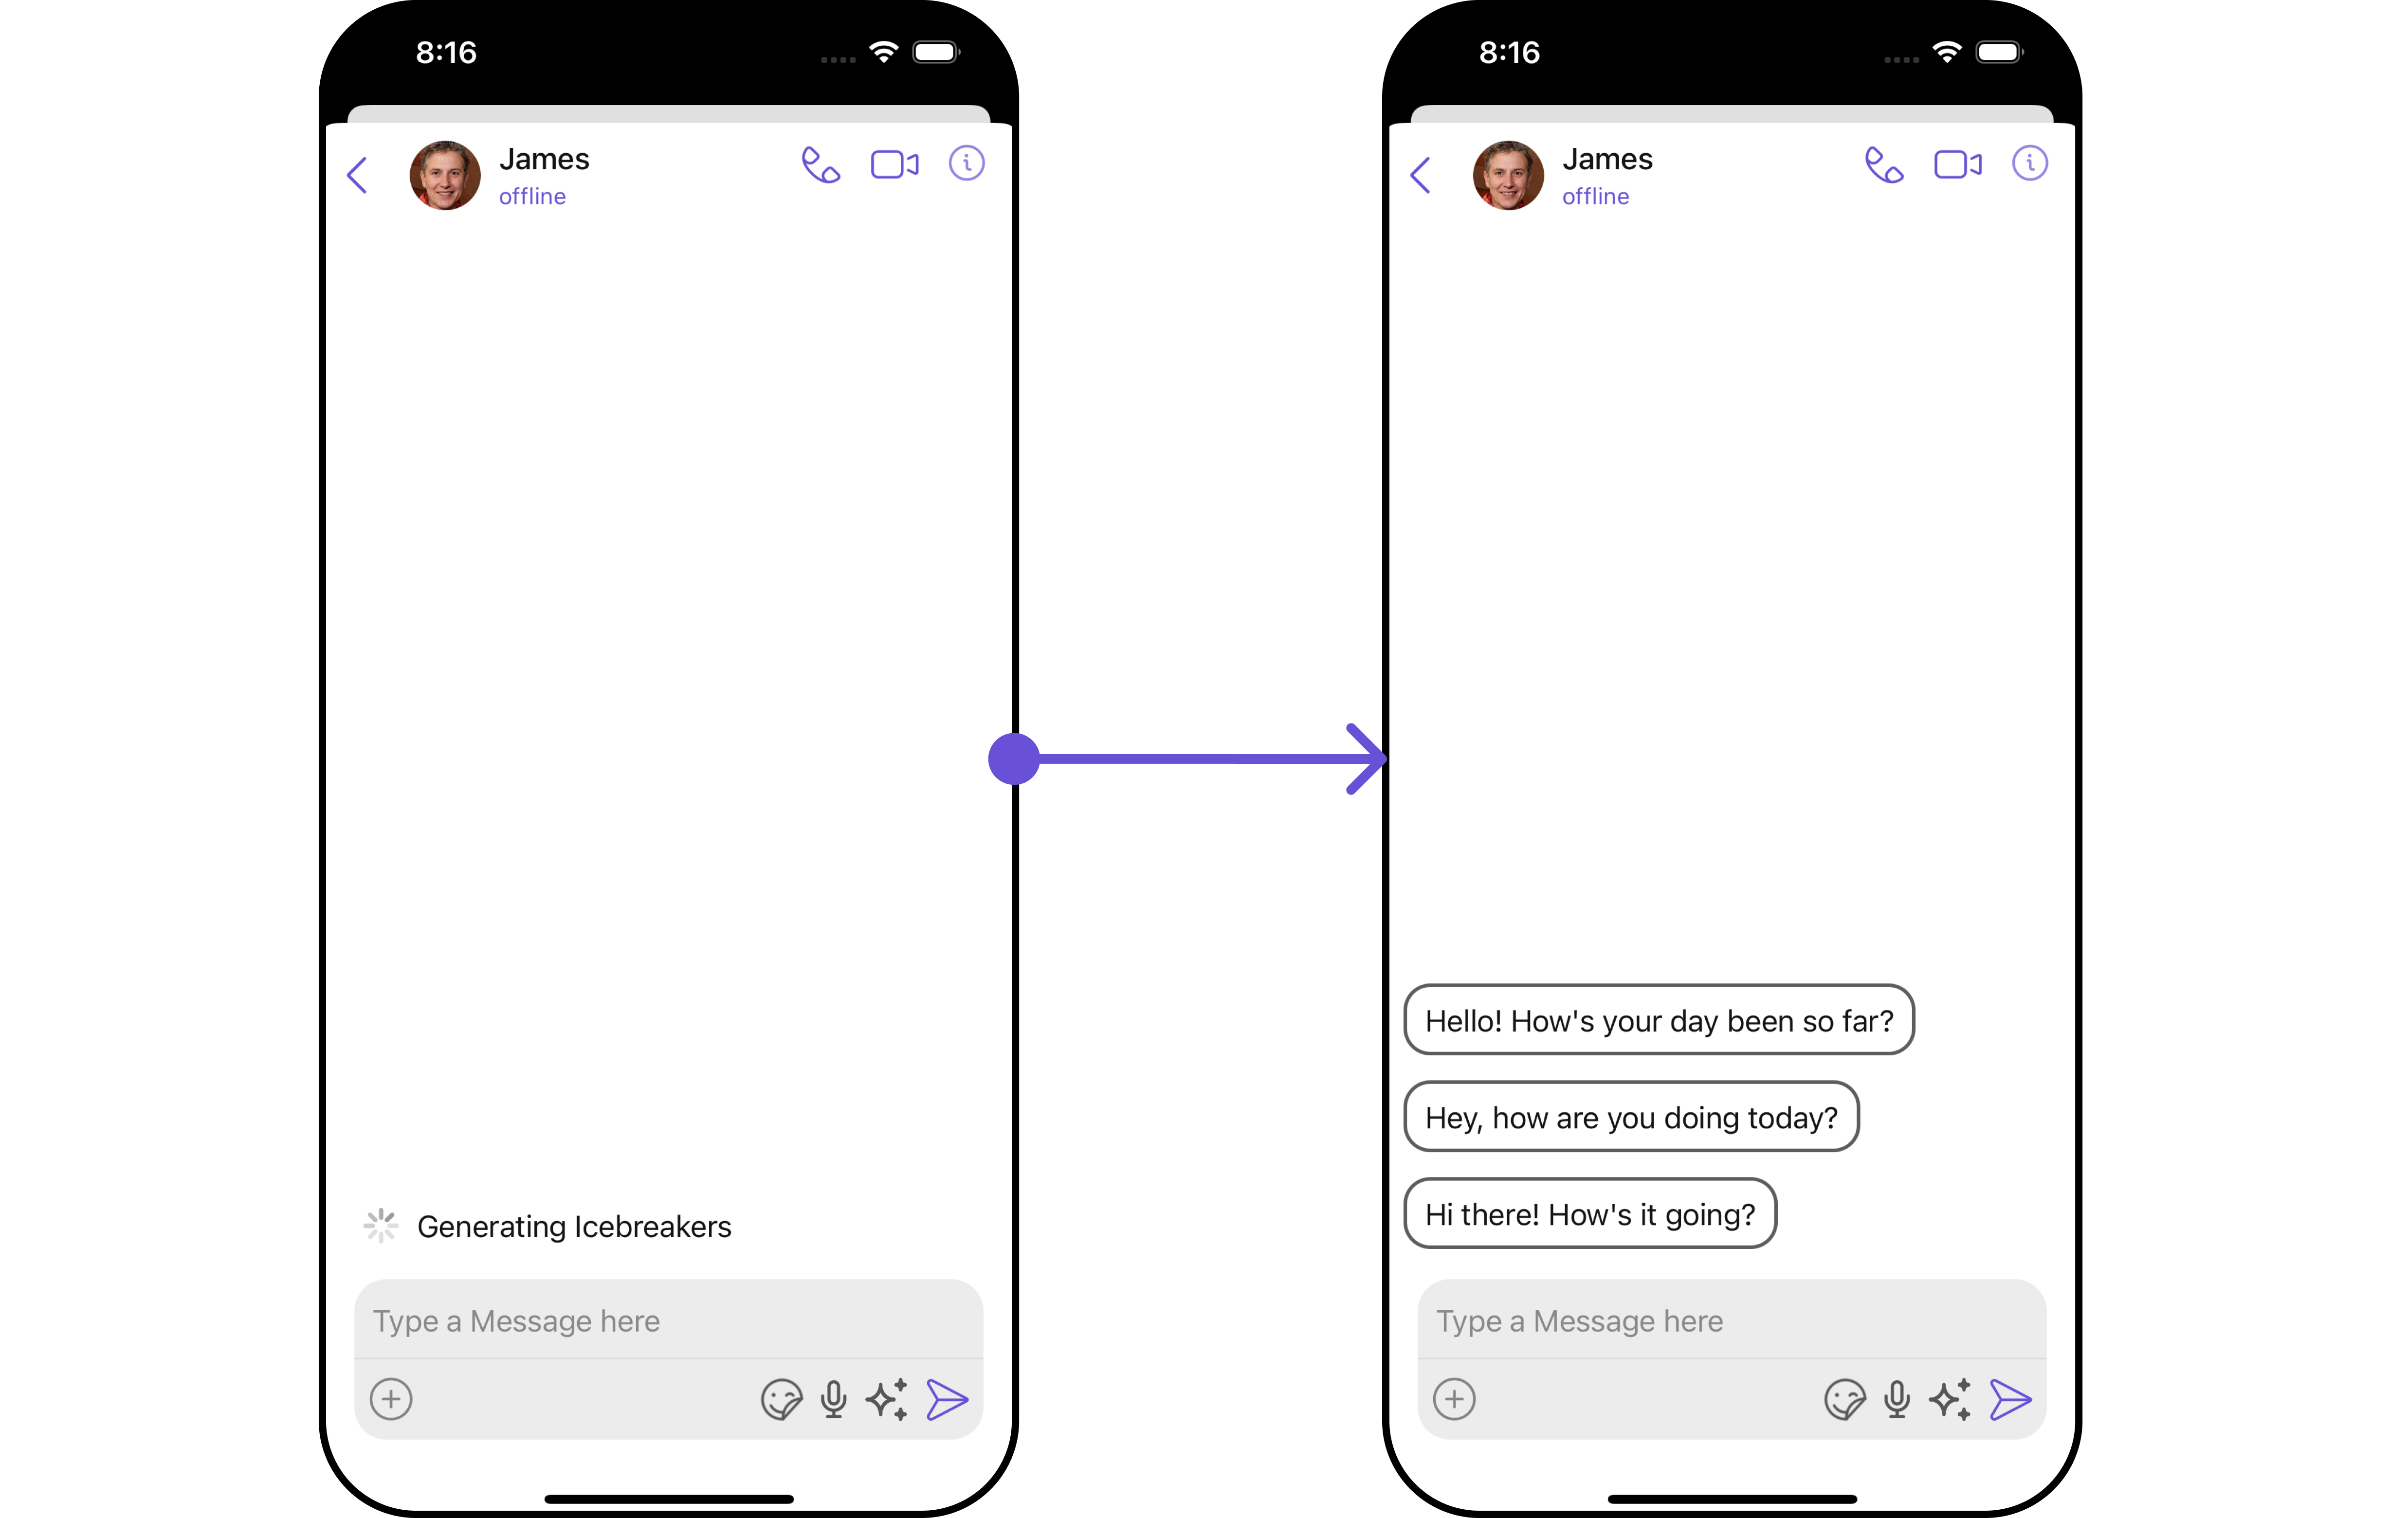 8:16
James
offline
Generating Icebreakers
Type a Message here
8:16
James
offline
Hello! How's your day been so far?
Hey, how are you doing today?
Hi there! How's it going?
Type a Message here